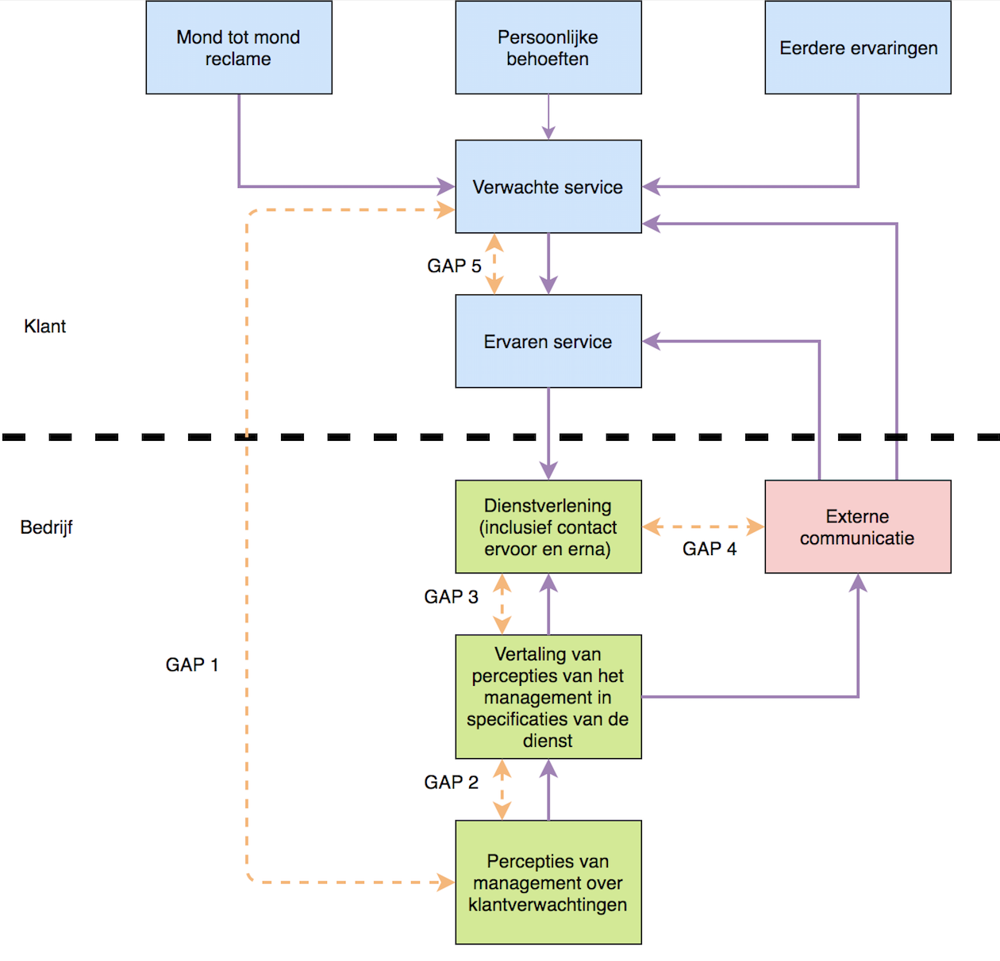 Mond tot mond
reclame
Persoonlijke
behoeften
Eerdere ervaringen
Verwachte service
GAP 5
Klant
Ervaren service
Bedrijf
Dienstverlening
(inclusief contact
ervoor en erna)
GAP 4
Externe
communicatie
GAP 3
GAP 1
Vertaling van
percepties van het
management in
specificaties van de
dienst
GAP 2
Percepties van
management over
klantverwachtingen